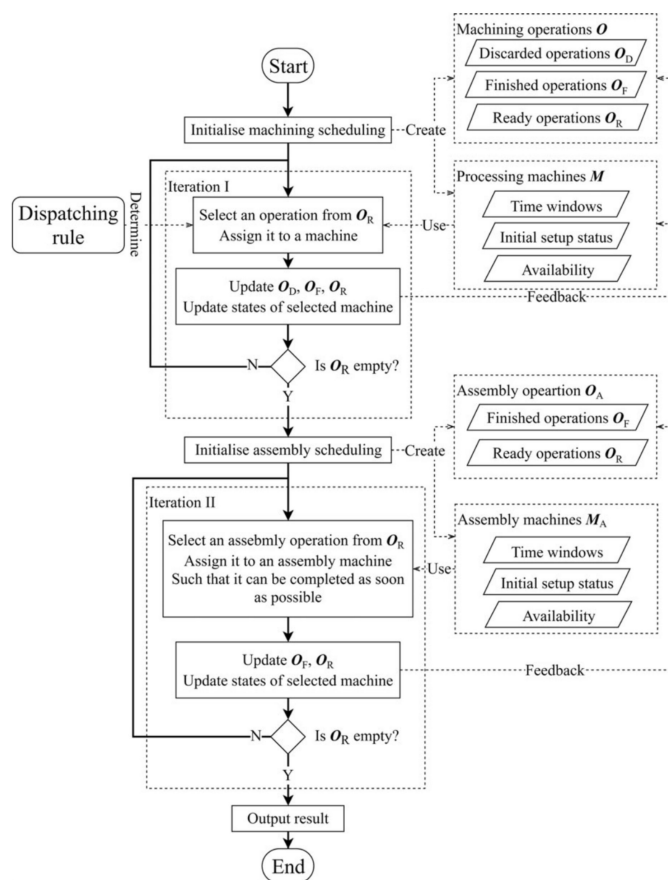 Start
Initialise machining scheduling
Create
Machining operations O
Discarded operations O_D
Finished operations O_F
Ready operations O_R
Processing machines M
Time windows
Initial setup status
Availability
Dispatching
rule
Determine
Iteration I
Select an operation from O_R
Assign it to a machine
Use
Update O_D, O_F, O_R
Update states of selected machine
Feedback
N
Is O_R empty?
Y
Initialise assembly scheduling
Create
Assembly opeartion O_A
Finished operations O_F
Ready operations O_R
Assembly machines M_A
Time windows
Initial setup status
Availability
Iteration II
Select an assebmly operation from O_R
Assign it to an assembly machine
Such that it can be completed as soon
as possible
Use
Update O_F, O_R
Update states of selected machine
Feedback
N
Is O_R empty?
Y
Output result
End